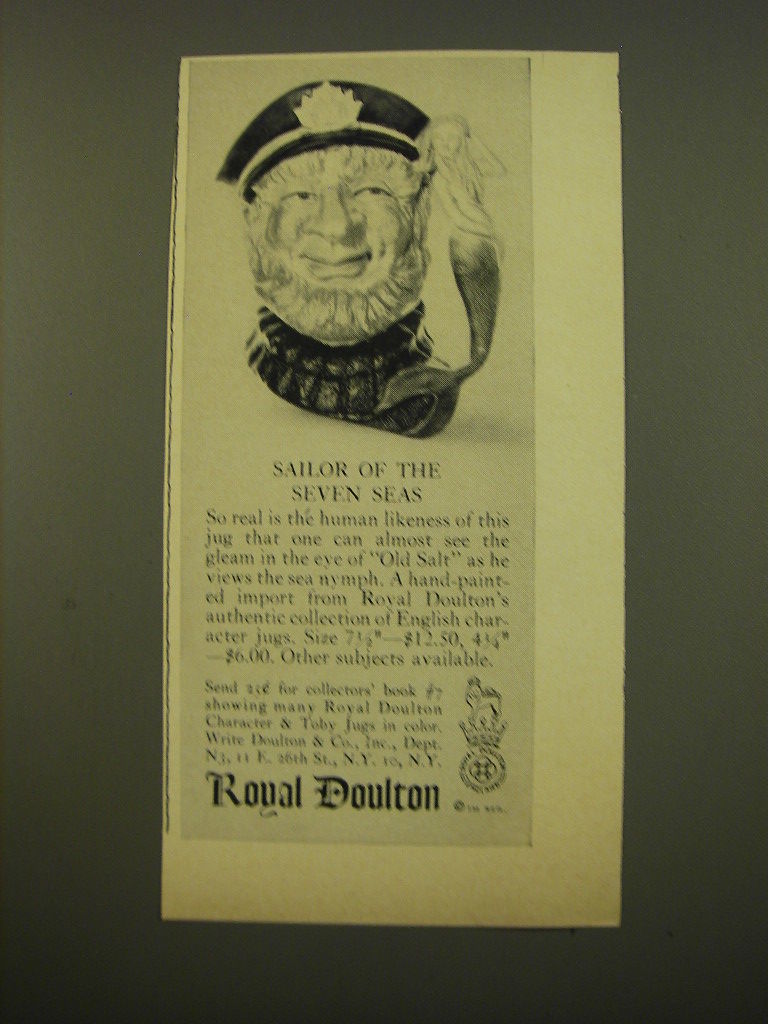 SAILOR OF THE
SEVEN SEAS
So real is the human likeness of this
jug that one can almost see the
gleam in the eye of "Old Salt" as he
views the sea nymph. A hand-paint-
ed import from Royal Doulton's
authentic collection of English char-
acter jugs. Size 7½"—$12.50, 4¼"
—$6.00. Other subjects available.
Send 25¢ for collectors' book #7
showing many Royal Doulton
Character & Toby Jugs in color.
Write Doulton & Co., Inc., Dept.
N3, 11 E. 26th St., N.Y. 10, N.Y.
Royal Doulton
©